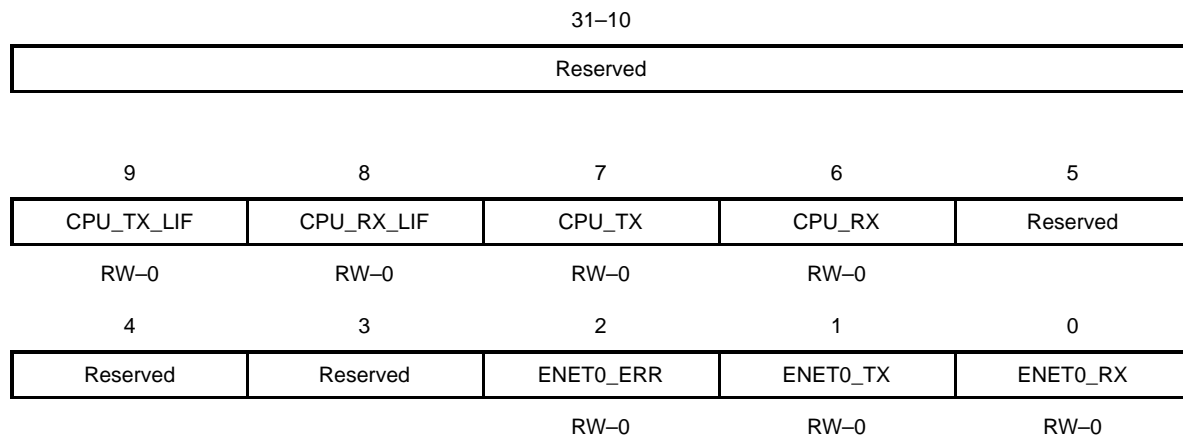 31–10
Reserved
9 8 7 6 5
CPU_TX_LIF CPU_RX_LIF CPU_TX CPU_RX Reserved
RW–0 RW–0 RW–0 RW–0
4 3 2 1 0
Reserved Reserved ENET0_ERR ENET0_TX ENET0_RX
RW–0 RW–0 RW–0